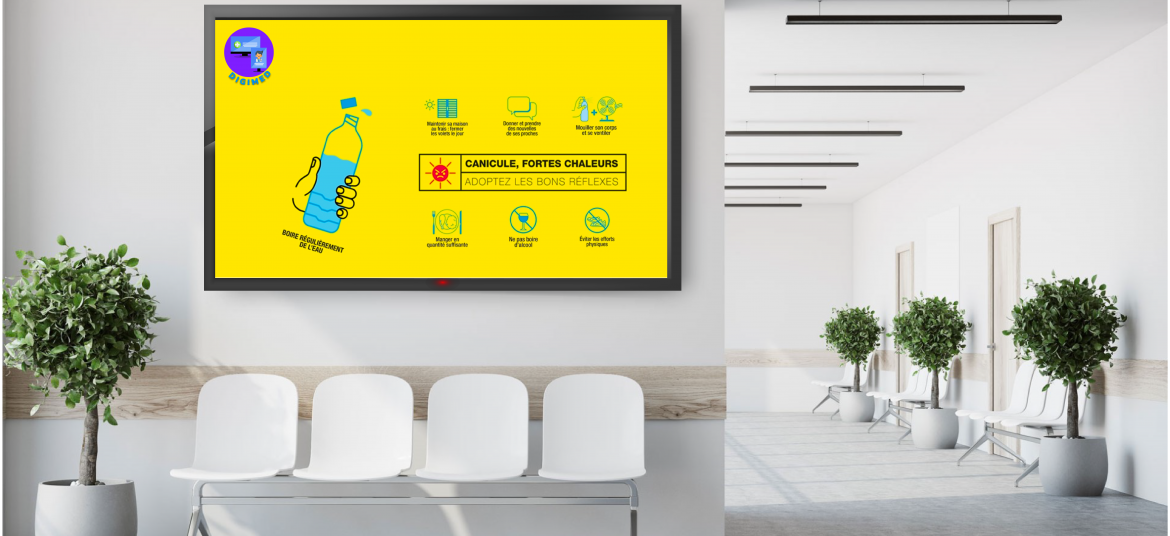 DIGIMED
Maintenir sa maison
au frais : fermer
les volets le jour
Donner et prendre
des nouvelles
de ses proches
Mouiller son corps
et se ventiler
CANICULE, FORTES CHALEURS
ADOPTEZ LES BONS RÉFLEXES
BOIRE RÉGULIÈREMENT
DE L'EAU
Manger en
quantité suffisante
Ne pas boire
d'alcool
Éviter les efforts
physiques